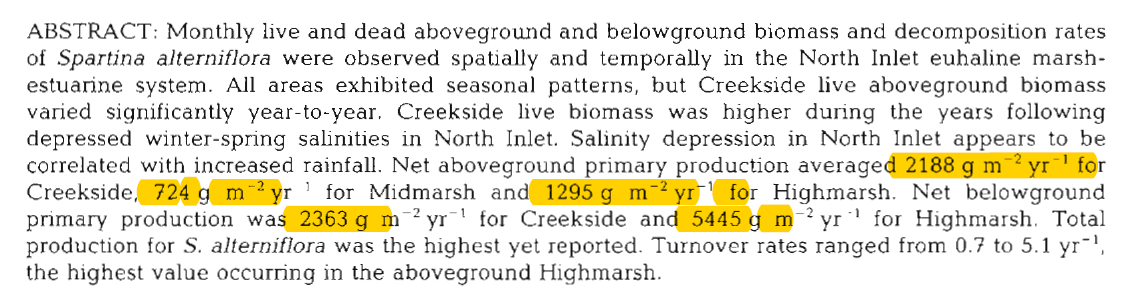 ABSTRACT: Monthly live and dead aboveground and belowground biomass and decomposition rates
of Spartina alterniflora were observed spatially and temporally in the North Inlet euhaline marsh-
estuarine system. All areas exhibited seasonal patterns, but Creekside live aboveground biomass
varied significantly year-to-year. Creekside live biomass was higher during the years following
depressed winter-spring salinities in North Inlet. Salinity depression in North Inlet appears to be
correlated with increased rainfall. Net aboveground primary production averaged 2188 g m⁻² yr⁻¹ for
Creekside, 724 g m⁻² yr ¹ for Midmarsh and 1295 g m⁻² yr⁻¹ for Highmarsh. Net belowground
primary production was 2363 g m⁻² yr⁻¹ for Creekside and 5445 g m⁻² yr⁻¹ for Highmarsh. Total
production for S. alterniflora was the highest yet reported. Turnover rates ranged from 0.7 to 5.1 yr⁻¹,
the highest value occurring in the aboveground Highmarsh.